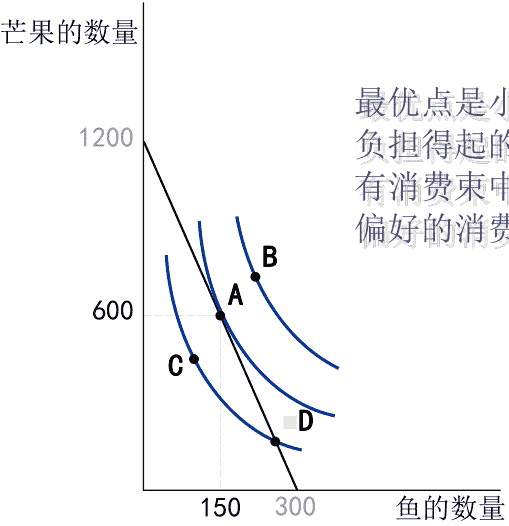 芒果的数量
最优点是小
负担得起的
有消费束中
偏好的消费
1200
B
A
600
C
D
150
300
鱼的数量